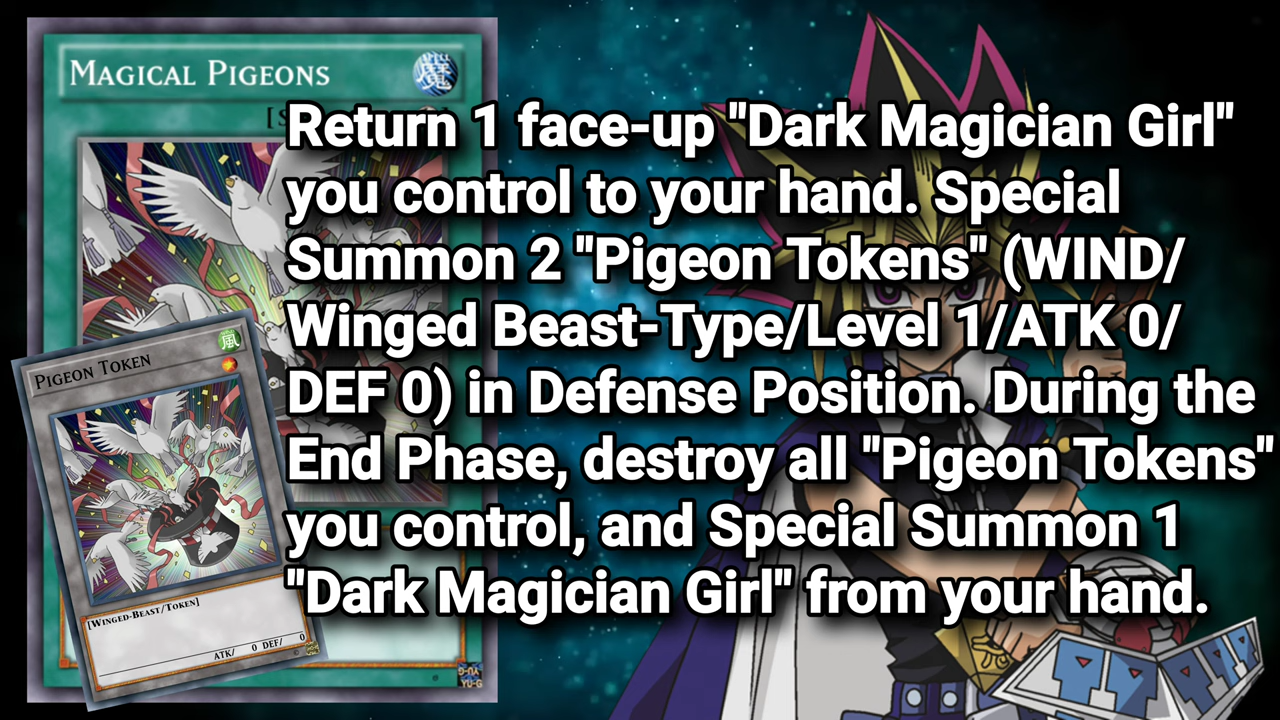 MAGICAL PIGEONS
魔
[S
Return 1 face-up "Dark Magician Girl"
you control to your hand. Special
Summon 2 "Pigeon Tokens" (WIND/
Winged Beast-Type/Level 1/ATK 0/
DEF 0) in Defense Position. During the
End Phase, destroy all "Pigeon Tokens"
you control, and Special Summon 1
"Dark Magician Girl" from your hand.
PIGEON TOKEN
風
[WINGED-BEAST/TOKEN]
ATK/ 0 DEF/ 0